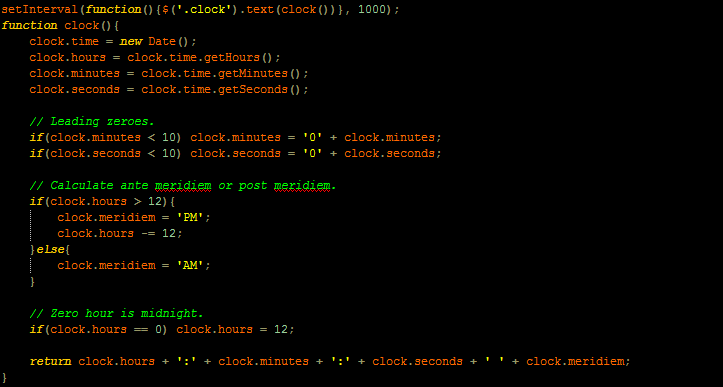 setInterval(function(){$('.clock').text(clock())}, 1000);
function clock(){
    clock.time = new Date();
    clock.hours = clock.time.getHours();
    clock.minutes = clock.time.getMinutes();
    clock.seconds = clock.time.getSeconds();

    // Leading zeroes.
    if(clock.minutes < 10) clock.minutes = '0' + clock.minutes;
    if(clock.seconds < 10) clock.seconds = '0' + clock.seconds;

    // Calculate ante meridiem or post meridiem.
    if(clock.hours > 12){
        clock.meridiem = 'PM';
        clock.hours -= 12;
    }else{
        clock.meridiem = 'AM';
    }

    // Zero hour is midnight.
    if(clock.hours == 0) clock.hours = 12;

    return clock.hours + ':' + clock.minutes + ':' + clock.seconds + ' ' + clock.meridiem;
}